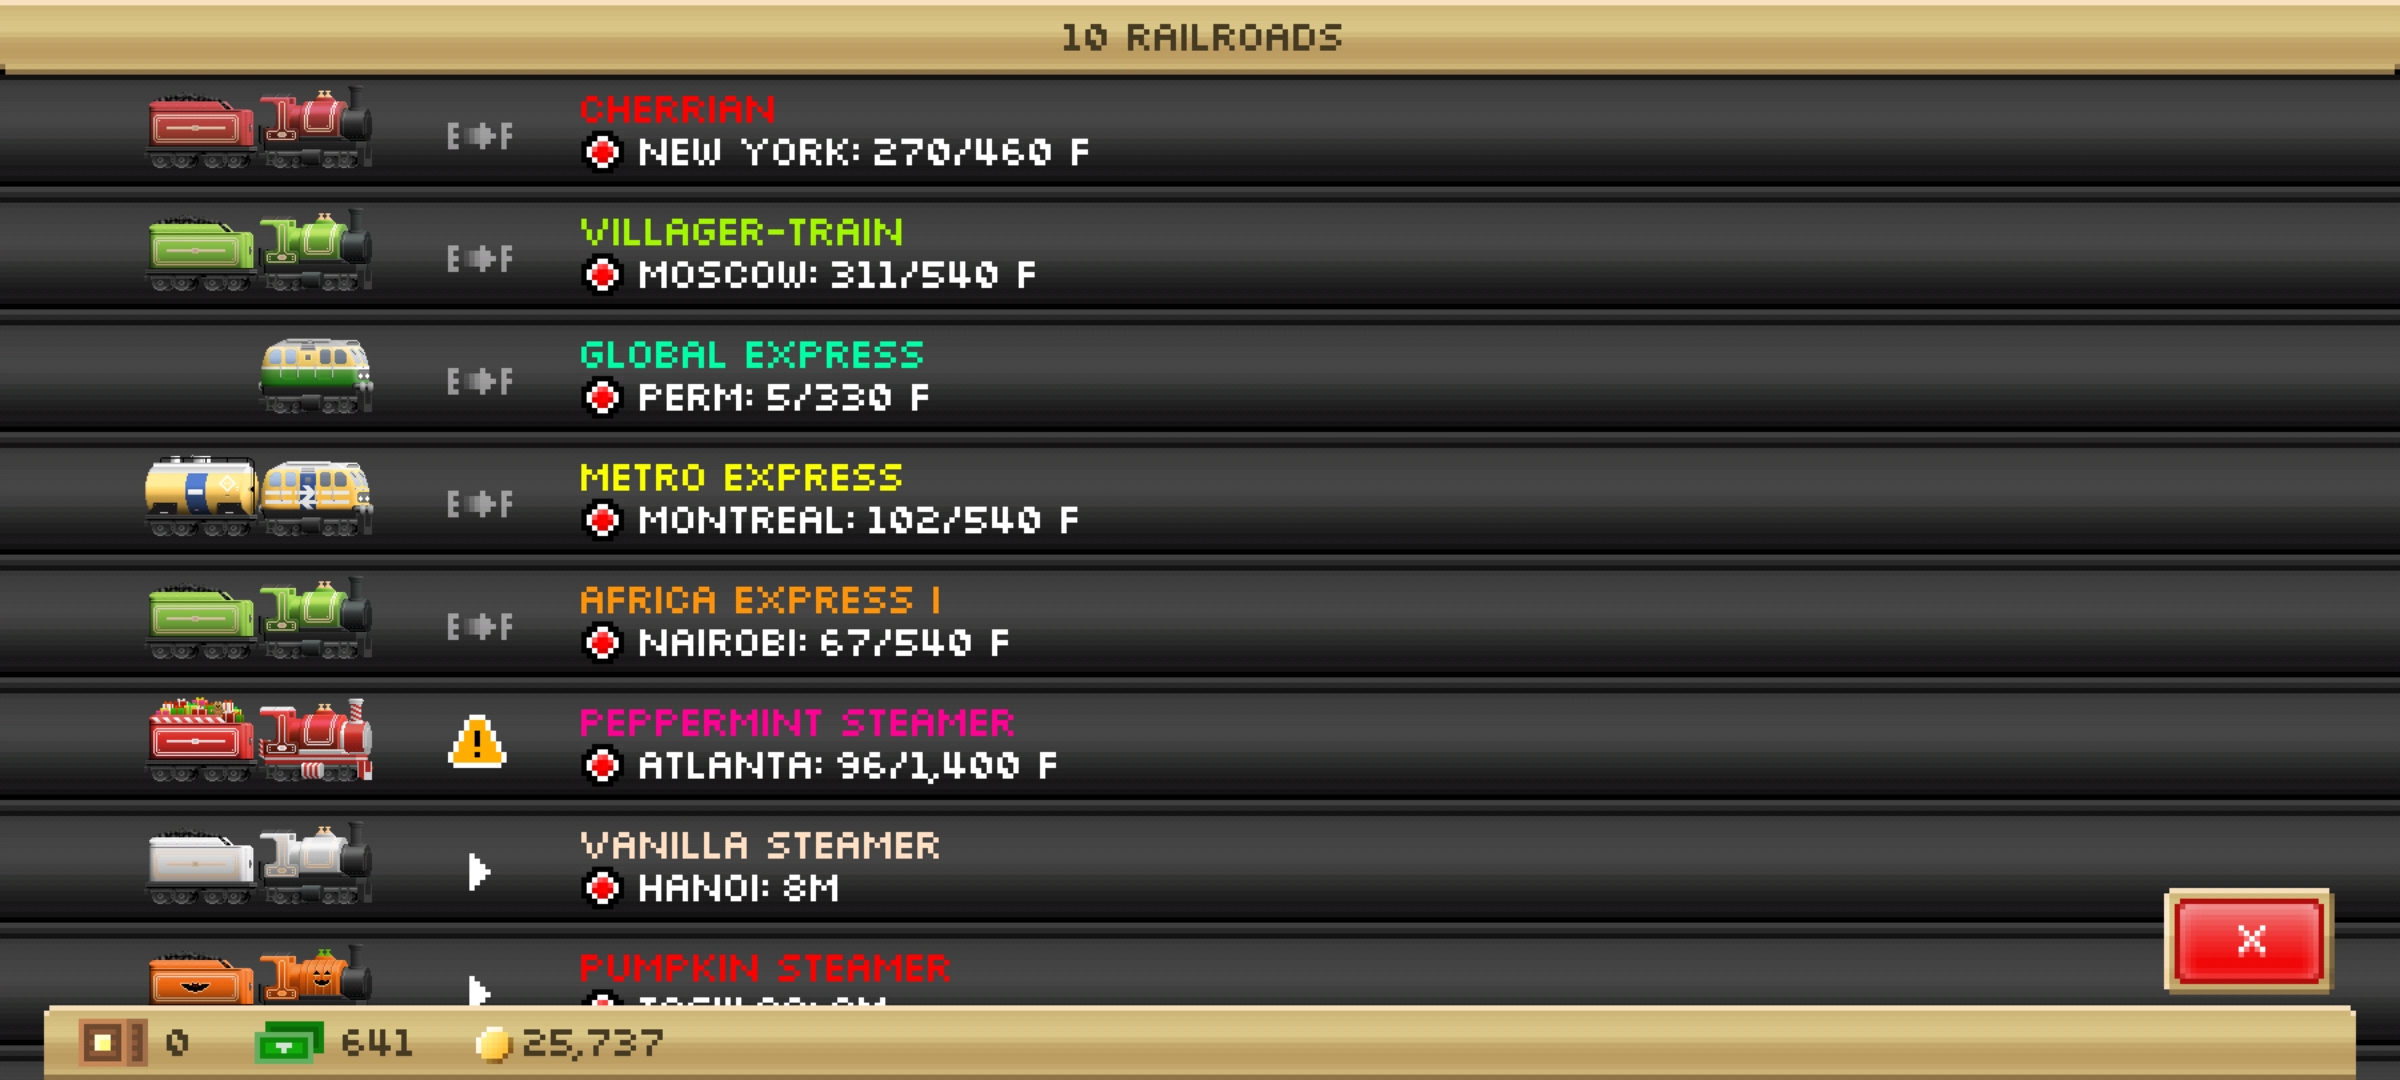 10 RAILROADS
CHERRIAN
E F NEW YORK: 270/460 F
VILLAGER-TRAIN
E F MOSCOW: 311/540 F
GLOBAL EXPRESS
E F PERM: 5/330 F
METRO EXPRESS
E F MONTREAL: 102/540 F
AFRICA EXPRESS I
E F NAIROBI: 67/540 F
PEPPERMINT STEAMER
! ATLANTA: 96/1,400 F
VANILLA STEAMER
HANOI: 8M
PUMPKIN STEAMER
X
0 641 25,737